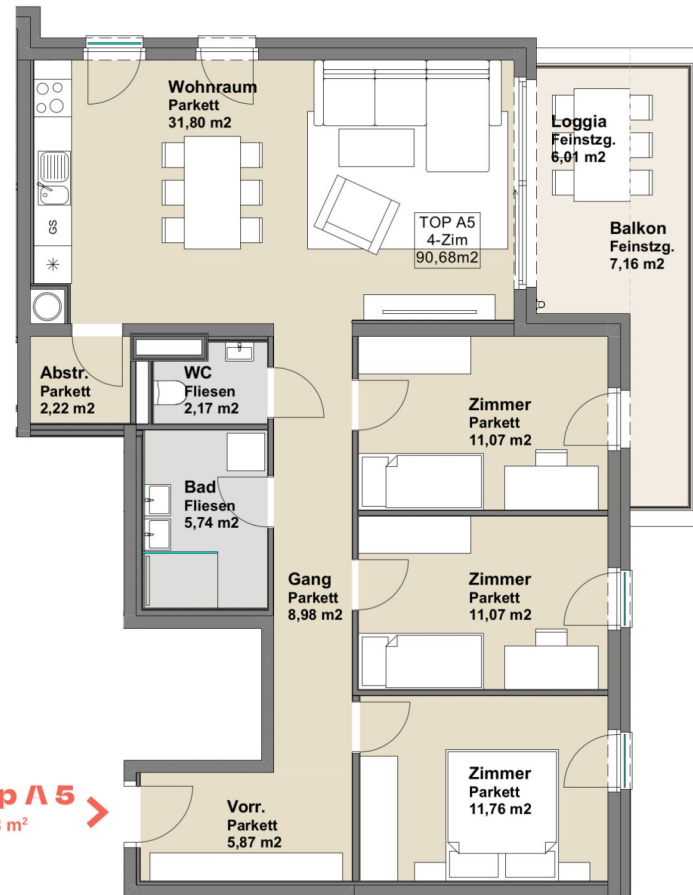 Wohnraum
Parkett
31,80 m2
Loggia
Feinstzg.
6,01 m2
GS
TOP A5
4-Zim
90,68m2
Balkon
Feinstzg.
7,16 m2
Abstr.
Parkett
2,22 m2
WC
Fliesen
2,17 m2
Zimmer
Parkett
11,07 m2
Bad
Fliesen
5,74 m2
Gang
Parkett
8,98 m2
Zimmer
Parkett
11,07 m2
Zimmer
Parkett
11,76 m2
p A 5
m²
Vorr.
Parkett
5,87 m2